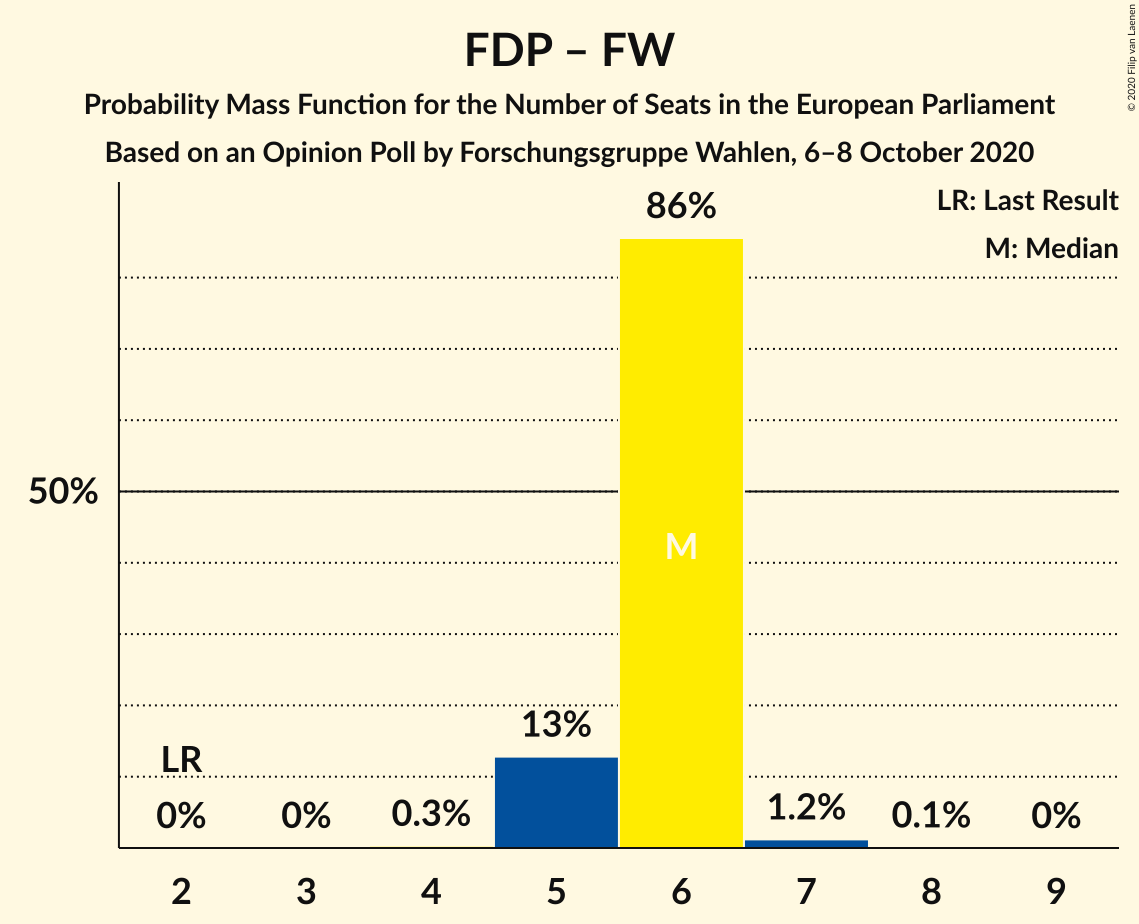 FDP – FW
Probability Mass Function for the Number of Seats in the European Parliament
Based on an Opinion Poll by Forschungsgruppe Wahlen, 6–8 October 2020
© 2020 Filip van Laenen
LR: Last Result
M: Median
86%
50%
M
13%
LR
0%
0%
0.3%
1.2%
0.1%
0%
2 3 4 5 6 7 8 9